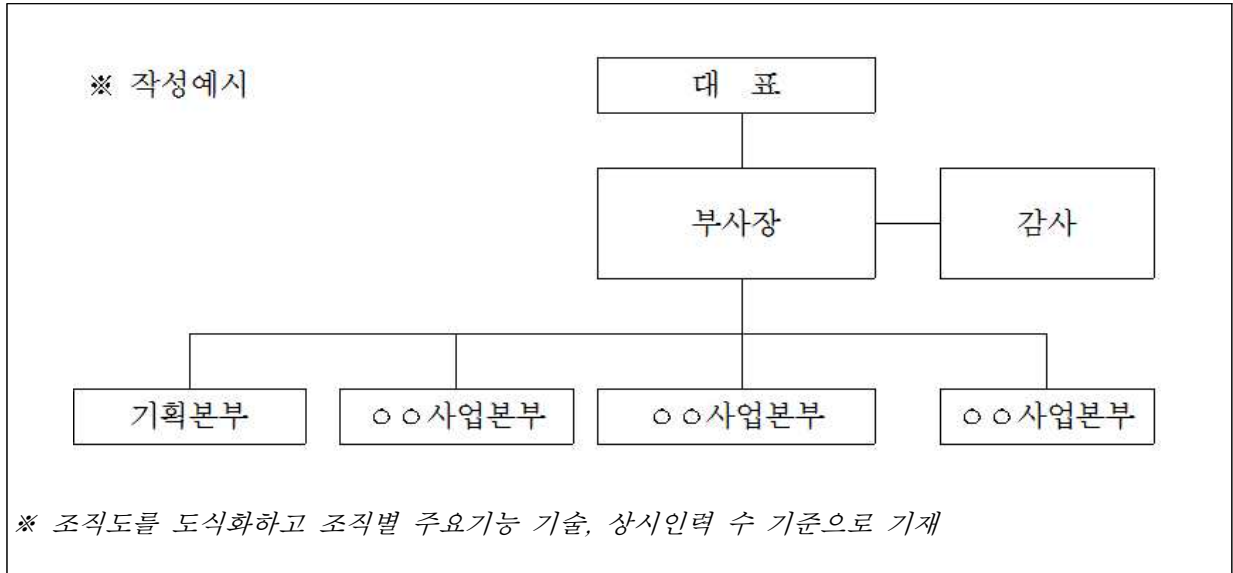 ※ 작성예시
대 표
부사장
감사
기획본부
○○사업본부
○○사업본부
○○사업본부
※ 조직도를 도식화하고 조직별 주요기능 기술, 상시인력 수 기준으로 기재